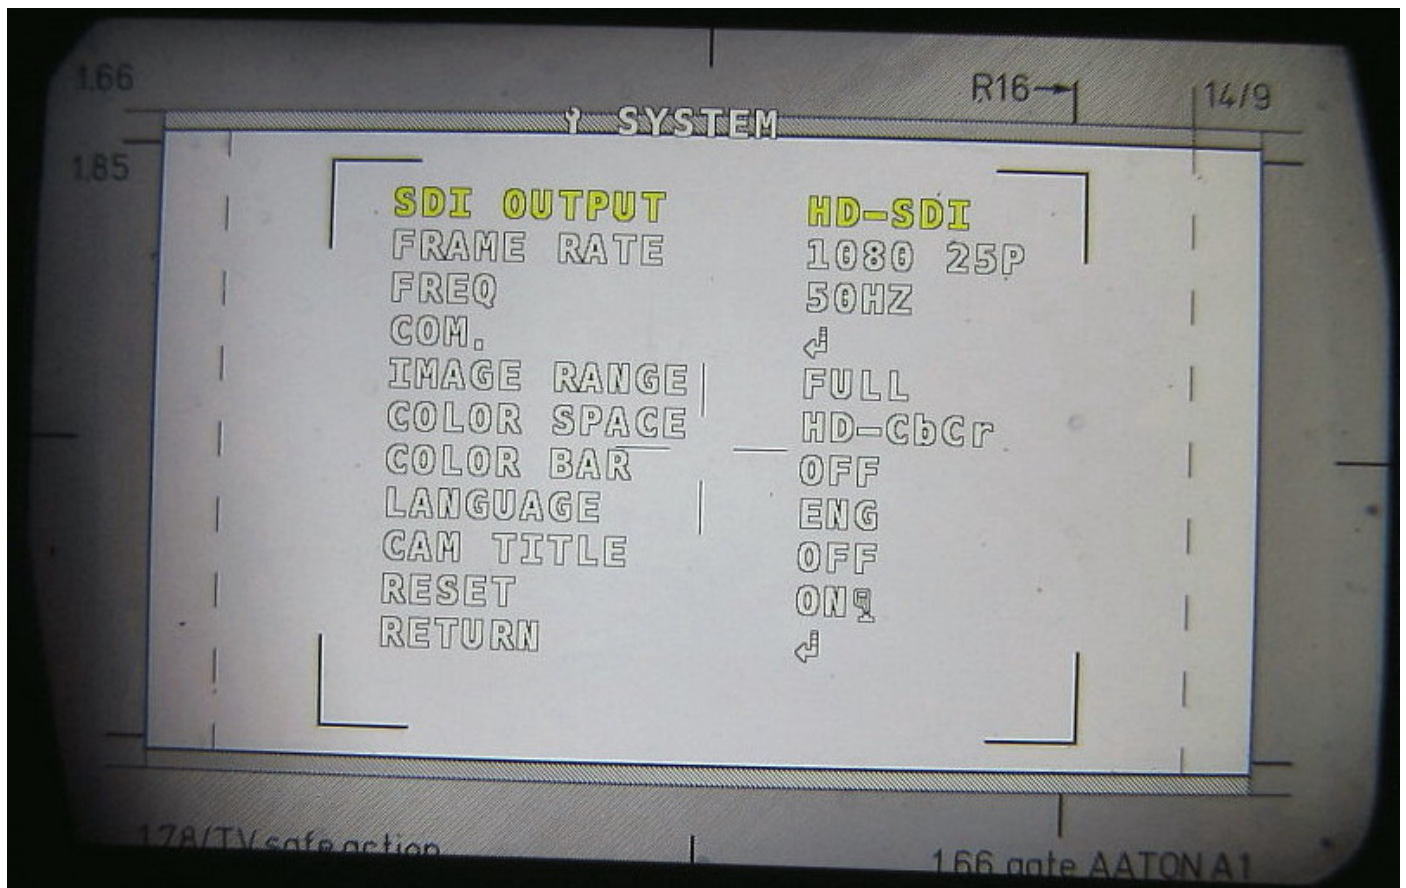 1.66
R16
14/9
SYSTEM
1.85
SDI OUTPUT HD-SDI
FRAME RATE 1080 25P
FREQ 50HZ
COM.
IMAGE RANGE FULL
COLOR SPACE HD-CbCr
COLOR BAR OFF
LANGUAGE ENG
CAM TITLE OFF
RESET ON
RETURN
1.78/TV safe action
1.66 gate AATON A1